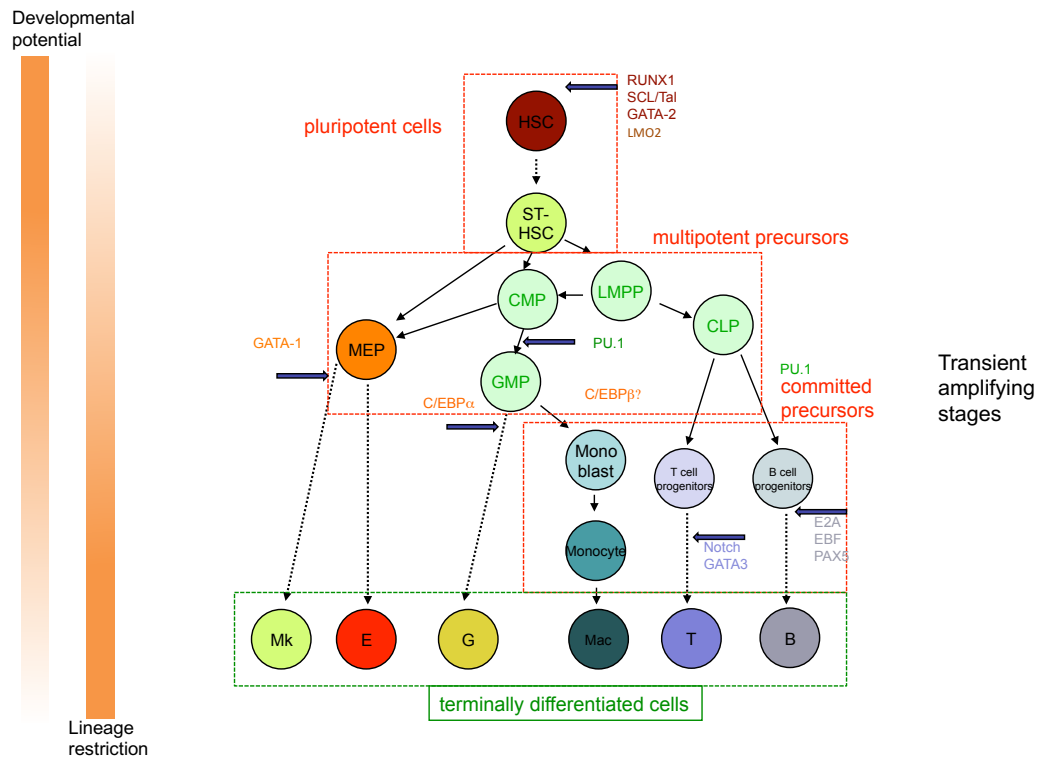 Developmental
potential
RUNX1
SCL/Tal
GATA-2
LMO2
HSC
pluripotent cells
ST-
HSC
multipotent precursors
CMP
LMPP
CLP
GATA-1
MEP
PU.1
GMP
PU.1
committed
precursors
C/EBPα
C/EBPβ?
Transient
amplifying
stages
Mono
blast
T cell
progenitors
B cell
progenitors
E2A
EBF
PAX5
Notch
GATA3
Monocyte
Mk
E
G
Mac
T
B
terminally differentiated cells
Lineage
restriction